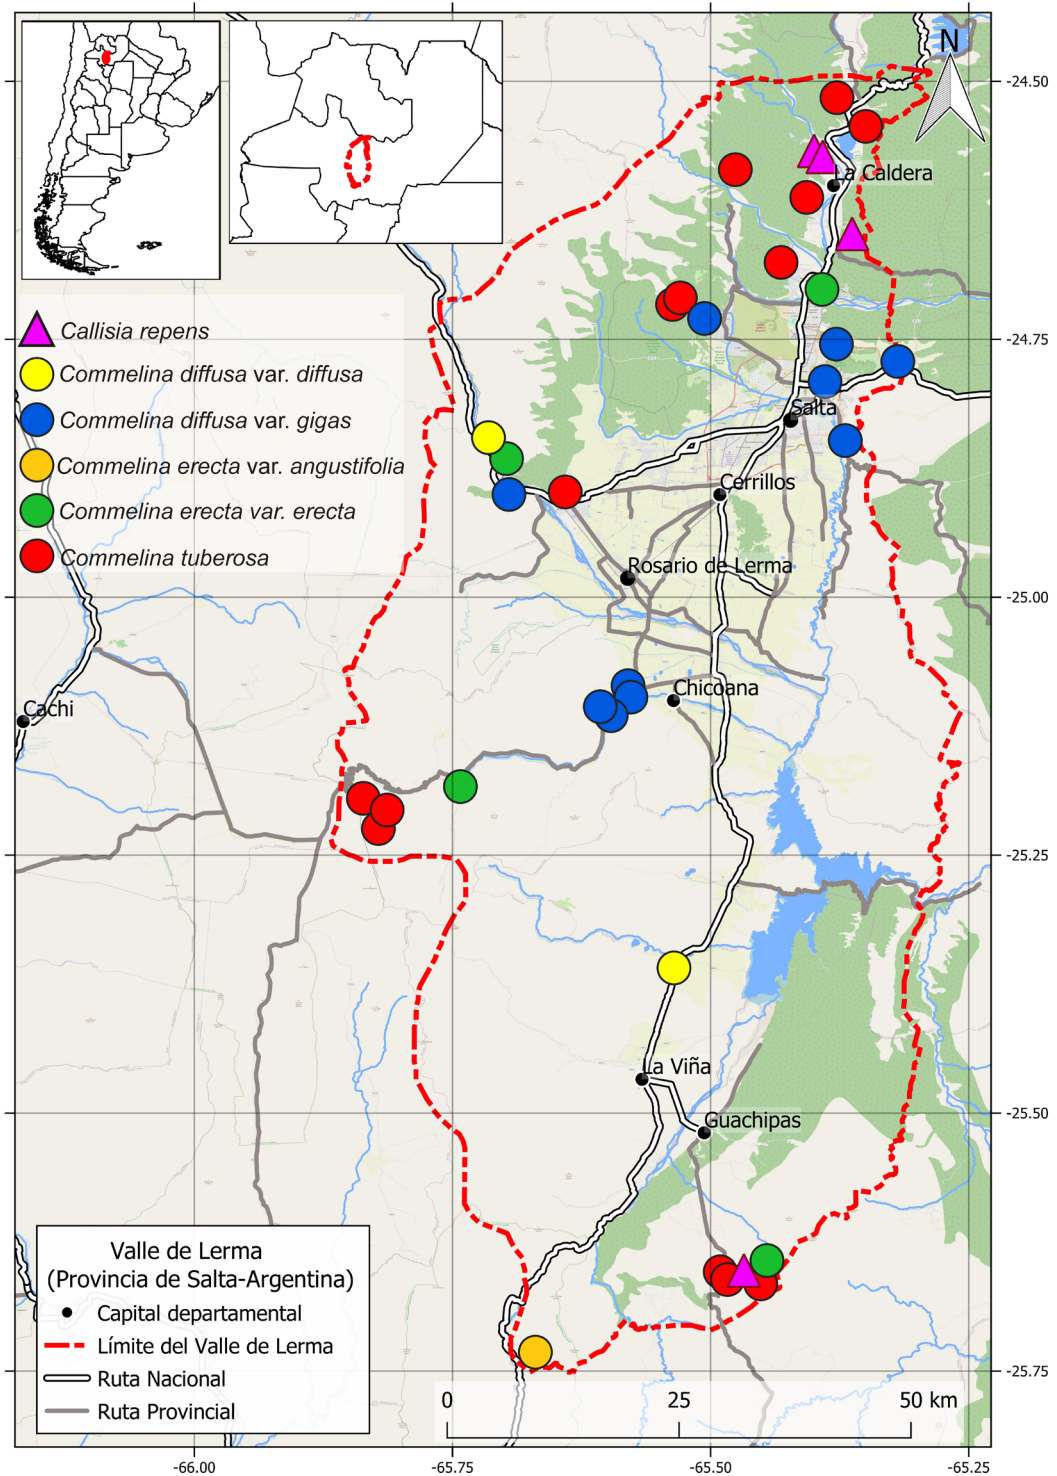 N
-24.50
La Caldera
Callisia repens
-24.75
Commelina diffusa var. diffusa
Commelina diffusa var. gigas
Salta
Commelina erecta var. angustifolia
Cerrillos
Commelina erecta var. erecta
Commelina tuberosa
Rosario de Lerma
-25.00
Chicoana
Cachi
-25.25
La Viña
-25.50
Guachipas
Valle de Lerma
(Provincia de Salta-Argentina)
Capital departamental
Límite del Valle de Lerma
Ruta Nacional
Ruta Provincial
-25.75
0 25 50 km
-66.00 -65.75 -65.50 -65.25